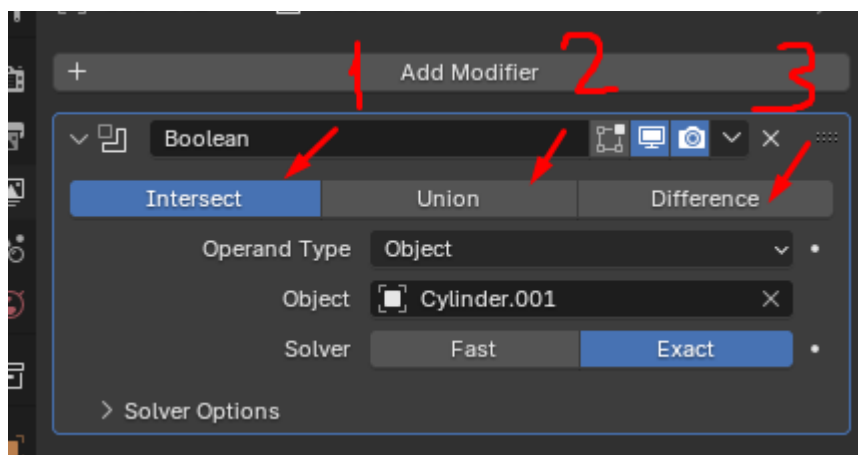 + Add Modifier
1 2 3
Boolean
Intersect Union Difference
Operand Type Object
Object Cylinder.001
Solver Fast Exact
Solver Options